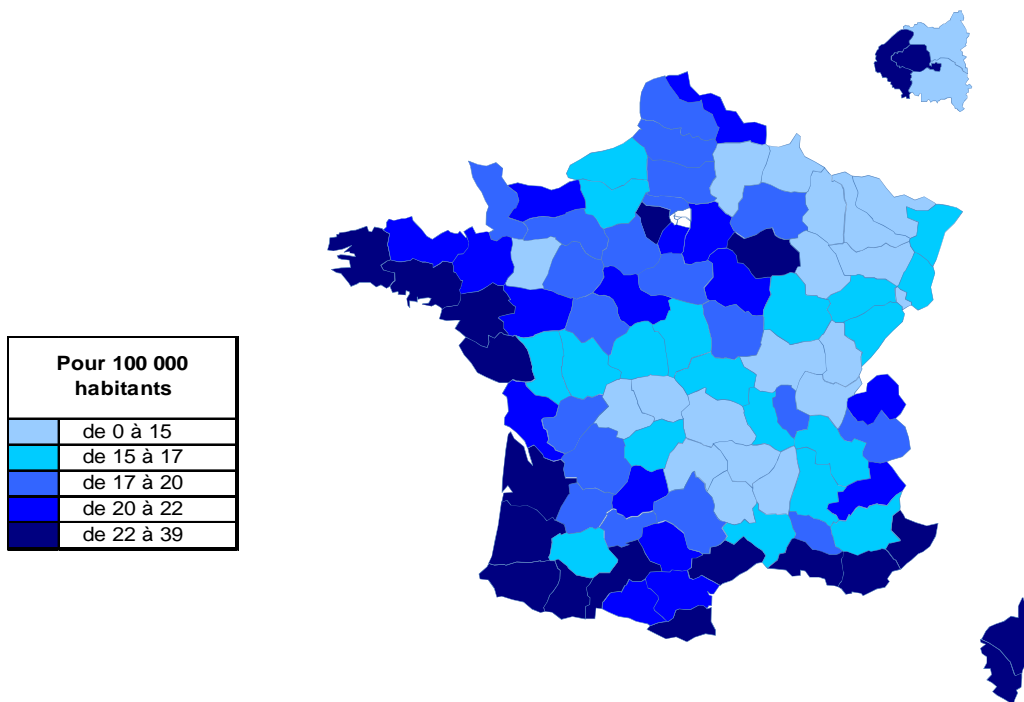 Pour 100 000
habitants
de 0 à 15
de 15 à 17
de 17 à 20
de 20 à 22
de 22 à 39